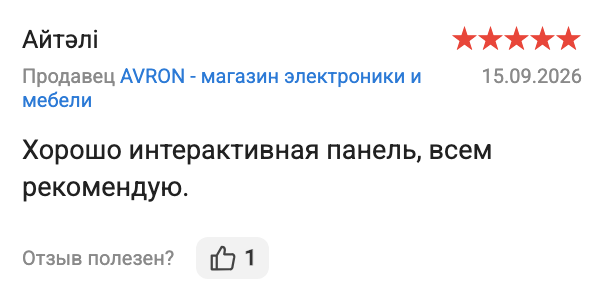 Айтәлі
Продавец AVRON - магазин электроники и мебели
15.09.2026
Хорошо интерактивная панель, всем
рекомендую.
Отзыв полезен? 1